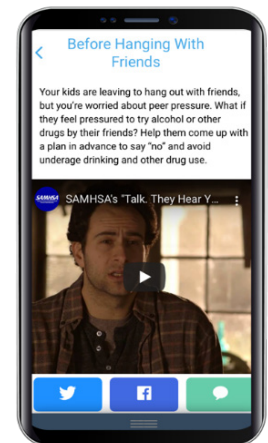 Before Hanging With
Friends
Your kids are leaving to hang out with friends,
but you're worried about peer pressure. What if
they feel pressured to try alcohol or other
drugs by their friends? Help them come up with
a plan in advance to say "no" and avoid
underage drinking and other drug use.
SAMHSA
SAMHSA's "Talk. They Hear Y...